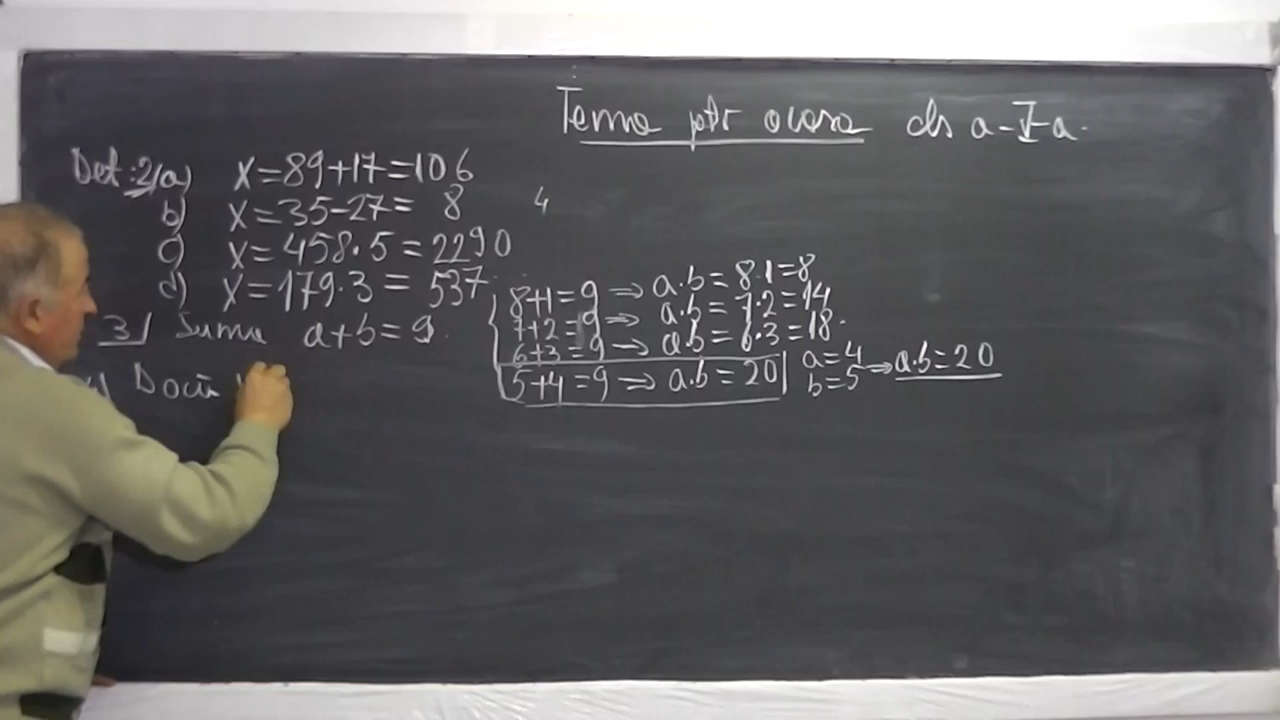 Tema ptr acasa cls a-V-a.
Det: 2/a) x=89+17=106
b) x=35-27= 8
4
c) x=458·5=2290
d) x=179·3=537
3/ Suma a+b=9.
8+1=9 ⇒ a·b=8·1=8
7+2=9 ⇒ a·b=7·2=14
6+3=9 ⇒ a·b=6·3=18.
5+4=9 ⇒ a·b=20
a=4
b=5 ⇒ a·b=20
Dacă